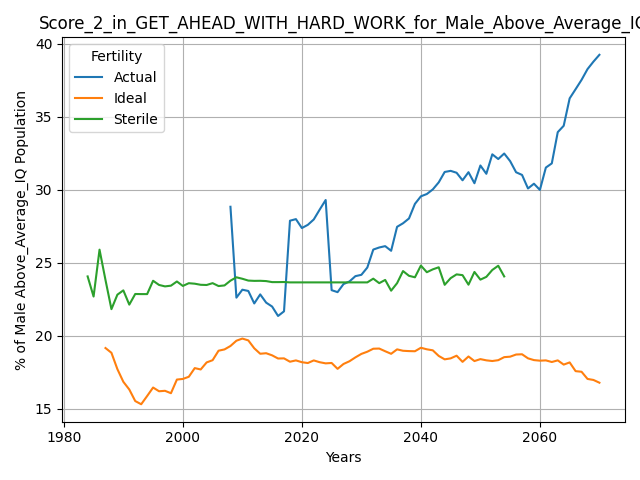 Score_2_in_GET_AHEAD_WITH_HARD_WORK_for_Male_Above_Average_IQ
Fertility
Actual
Ideal
Sterile
% of Male Above_Average_IQ Population
40
35
30
25
20
15
1980
2000
2020
2040
2060
Years